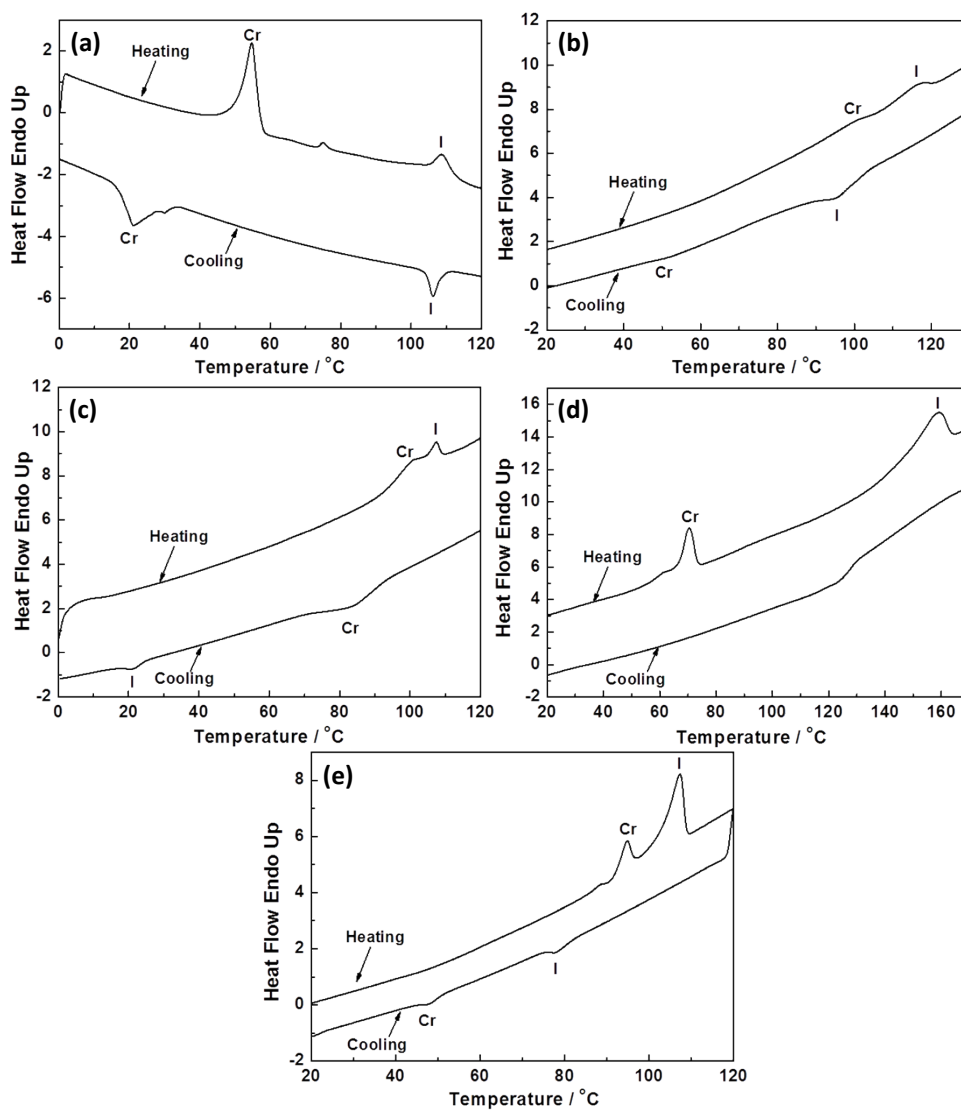 (a)
Cr
Heating
I
Cr
Cooling
I
2
0
-2
-4
-6
0 20 40 60 80 100 120
Heat Flow Endo Up
Temperature / °C
(b)
I
Cr
Heating
I
Cr
Cooling
12
10
8
6
4
2
0
-2
20 40 60 80 100 120
Heat Flow Endo Up
Temperature / °C
(c)
I
Cr
Heating
Cr
Cooling
I
12
10
8
6
4
2
0
-2
0 20 40 60 80 100 120
Heat Flow Endo Up
Temperature / °C
(d)
I
Cr
Heating
Cooling
16
14
12
10
8
6
4
2
0
-2
20 40 60 80 100 120 140 160
Heat Flow Endo Up
Temperature / °C
(e)
I
Cr
Heating
I
Cr
Cooling
8
6
4
2
0
-2
20 40 60 80 100 120
Heat Flow Endo Up
Temperature / °C